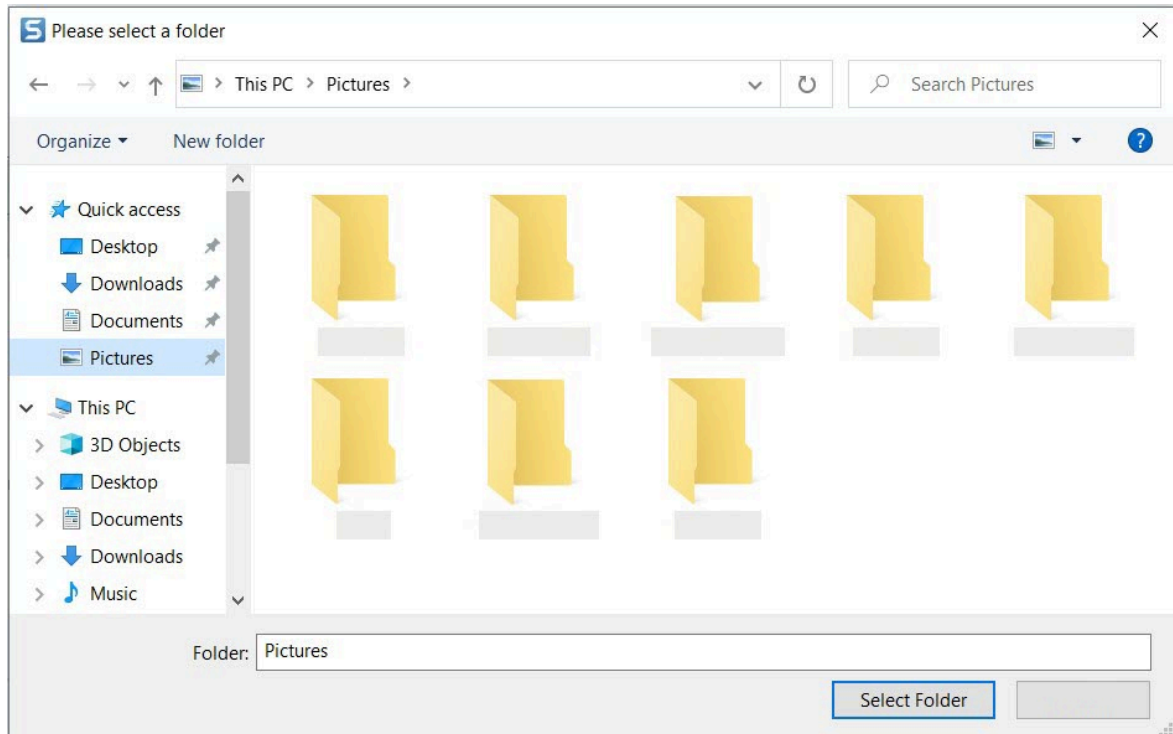 Please select a folder
This PC > Pictures >
Search Pictures
Organize
New folder
Quick access
Desktop
Downloads
Documents
Pictures
This PC
3D Objects
Desktop
Documents
Downloads
Music
Folder: Pictures
Select Folder